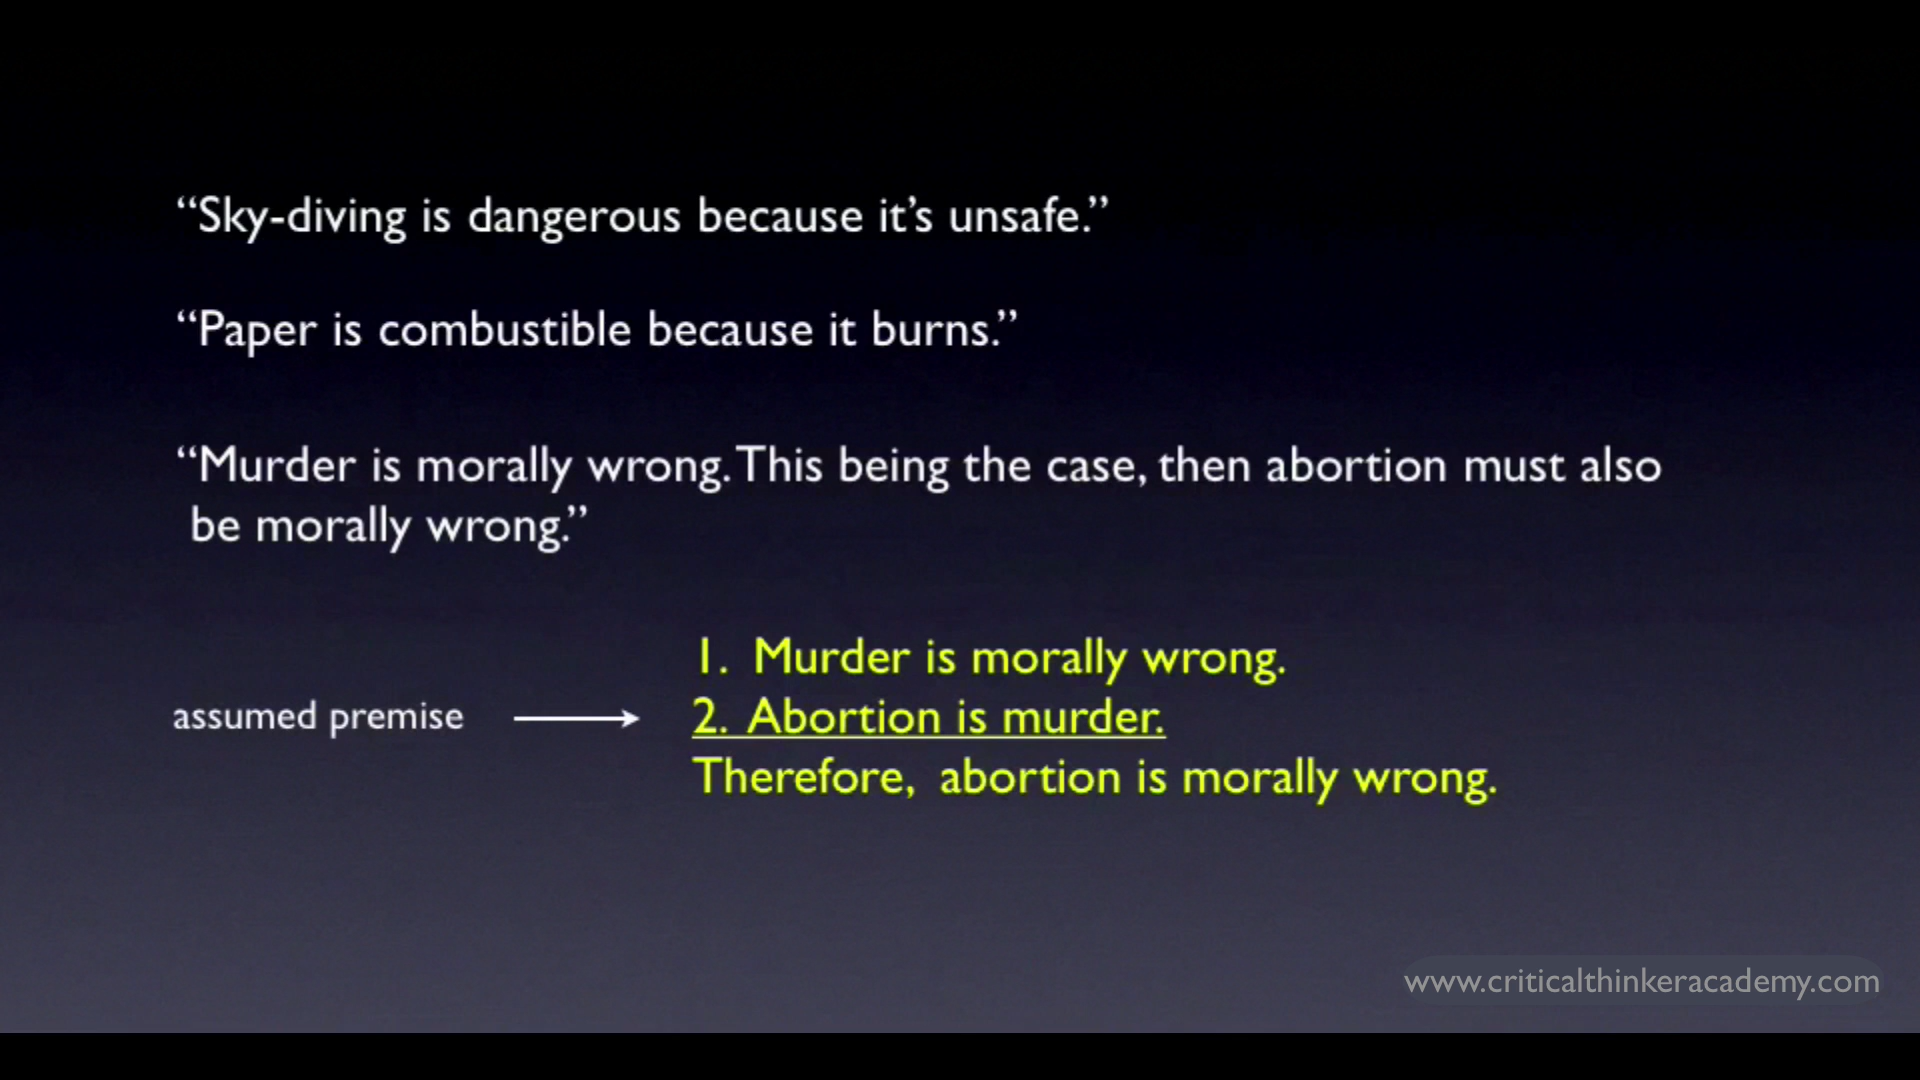 “Sky-diving is dangerous because it’s unsafe.”
“Paper is combustible because it burns.”
“Murder is morally wrong. This being the case, then abortion must also
be morally wrong.”
1. Murder is morally wrong.
assumed premise
2. Abortion is murder.
Therefore, abortion is morally wrong.
www.criticalthinkeracademy.com